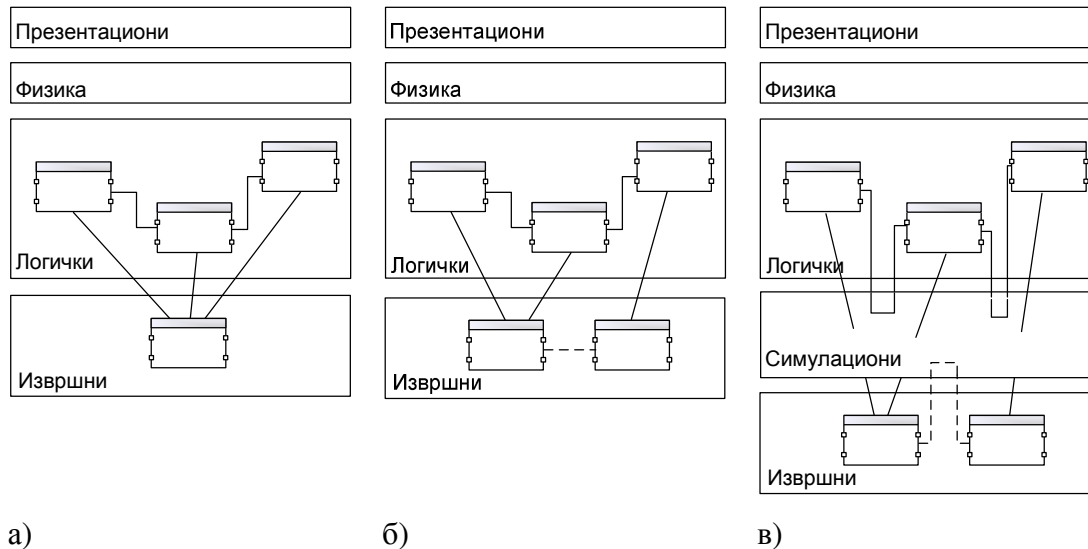 Презентациони
Физика
Логички
Извршни
а)
Презентациони
Физика
Логички
Извршни
б)
Презентациони
Физика
Логички
Симулациони
Извршни
в)